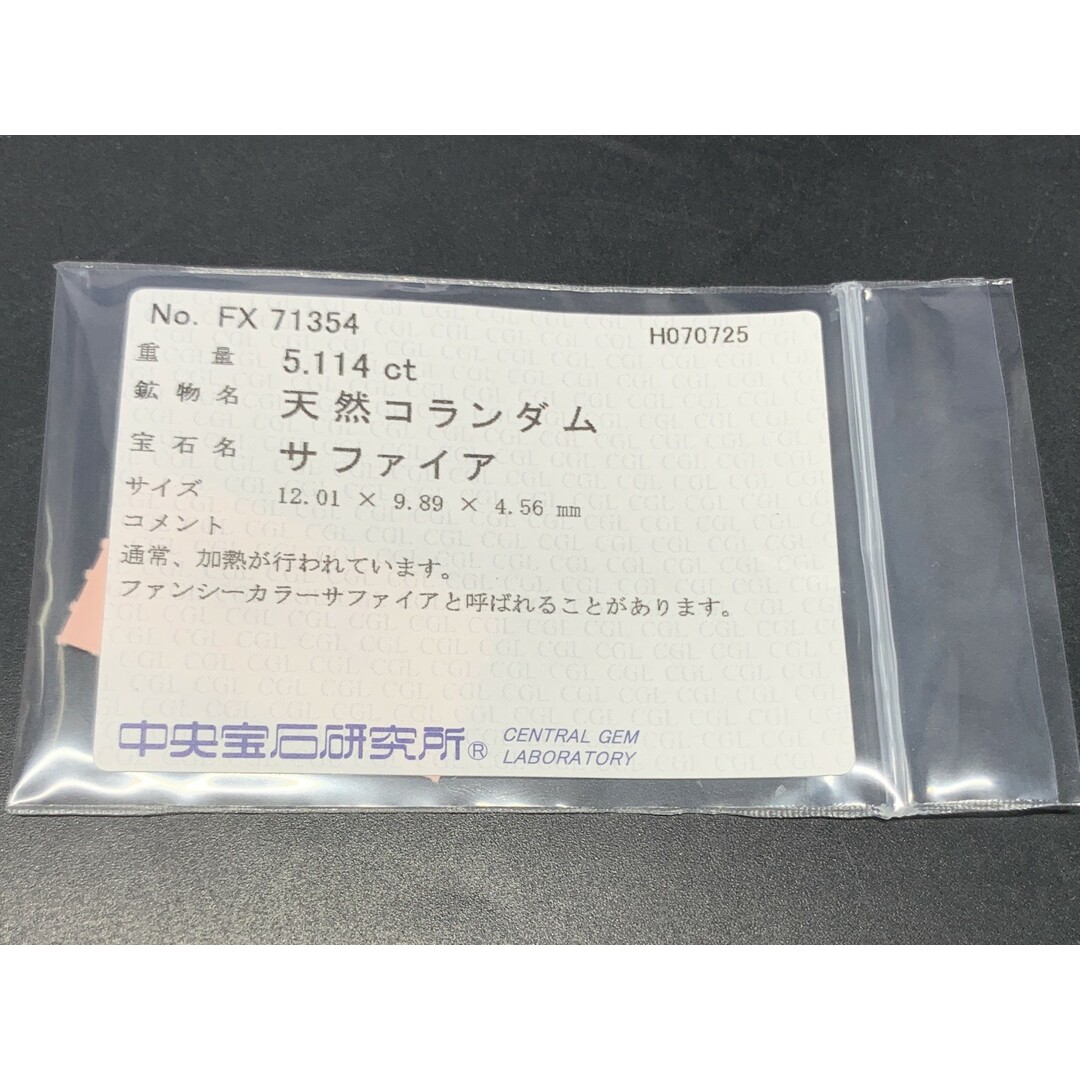 No. FX 71354 H070725
重量 5.114 ct
鉱物名 天然コランダム
宝石名 サファイア
サイズ 12.01 × 9.89 × 4.56 mm
コメント
通常、加熱が行われています。
ファンシーカラーサファイアと呼ばれることがあります。
中央宝石研究所® CENTRAL GEM
LABORATORY